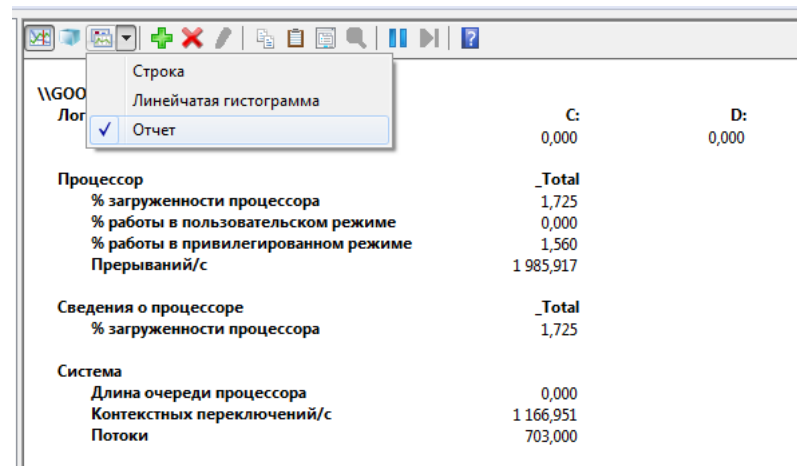 Строка
\\GOO
Линейчатая гистограмма
C: D:
Отчет
0,000 0,000
Процессор _Total
% загруженности процессора 1,725
% работы в пользовательском режиме 0,000
% работы в привилегированном режиме 1,560
Прерываний/с 1 985,917
Сведения о процессоре _Total
% загруженности процессора 1,725
Система
Длина очереди процессора 0,000
Контекстных переключений/с 1 166,951
Потоки 703,000